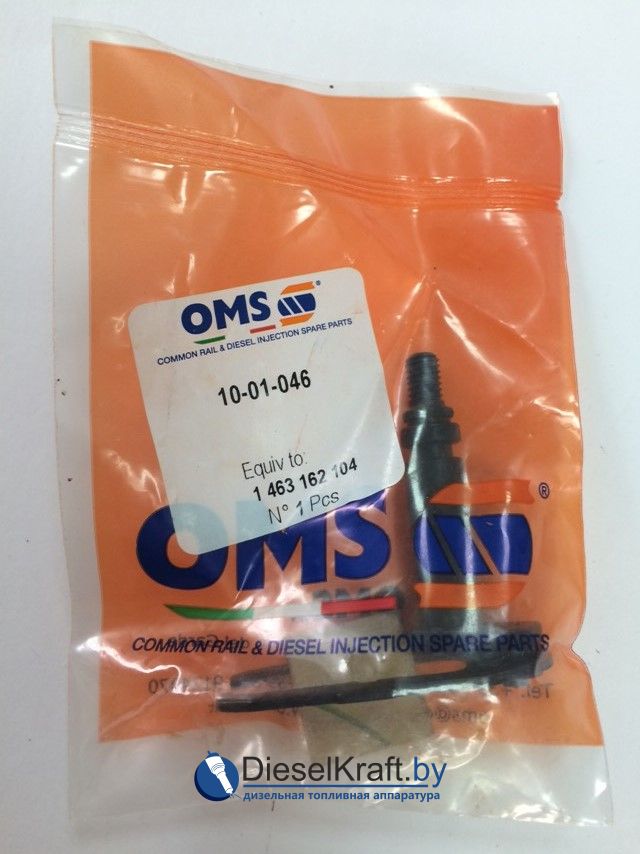 OMS ®
COMMON RAIL & DIESEL INJECTION SPARE PARTS
10-01-046
Equiv to:
1 463 162 104
N° 1 Pcs
OMS ®
COMMON RAIL & DIESEL INJECTION SPARE PARTS
DieselKraft.by
дизельная топливная аппаратура